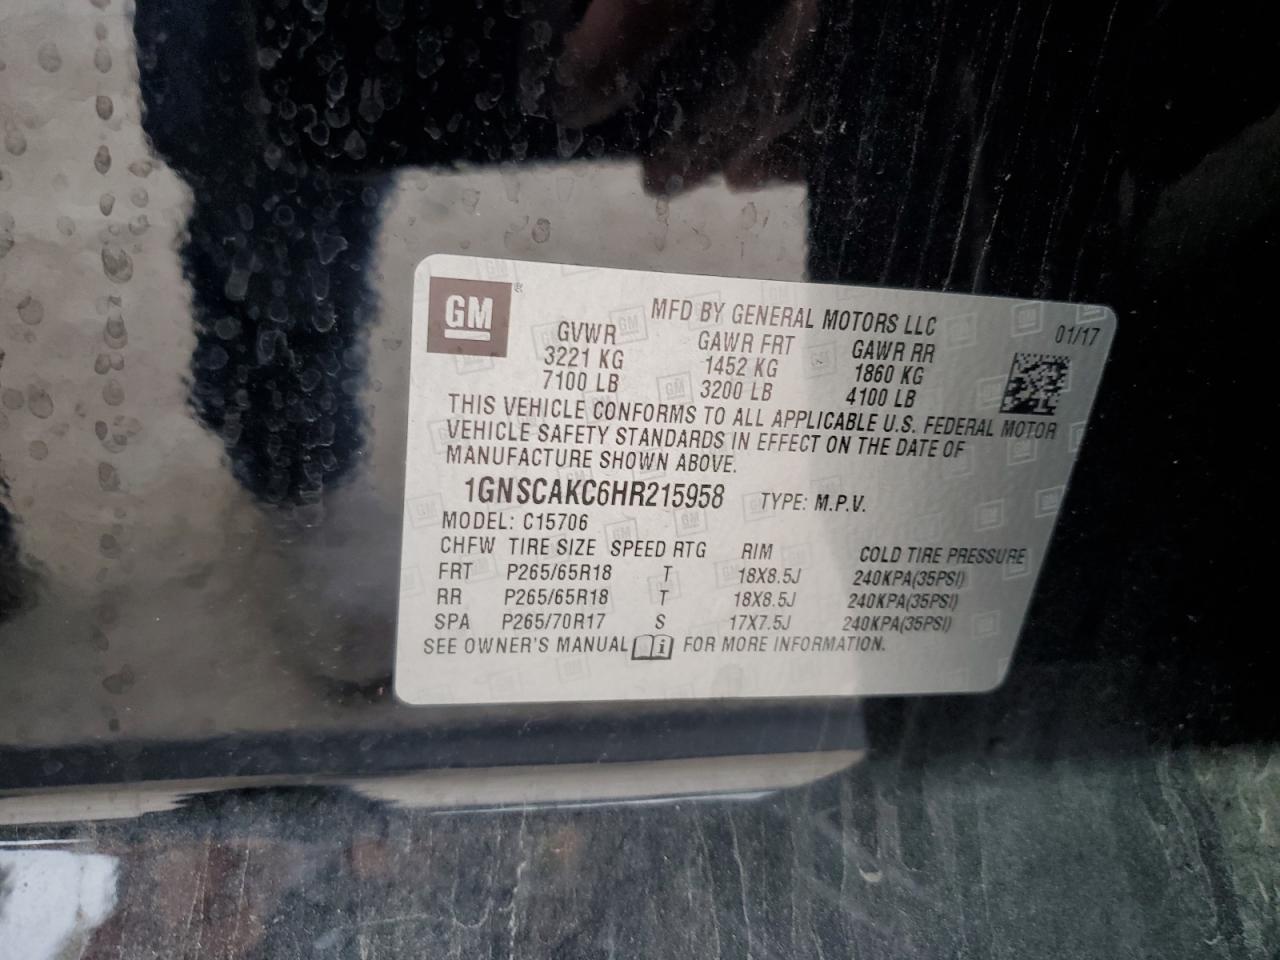 GM
MFD BY GENERAL MOTORS LLC
01/17
GVWR GAWR FRT GAWR RR
3221 KG 1452 KG 1860 KG
7100 LB 3200 LB 4100 LB
THIS VEHICLE CONFORMS TO ALL APPLICABLE U.S. FEDERAL MOTOR
VEHICLE SAFETY STANDARDS IN EFFECT ON THE DATE OF
MANUFACTURE SHOWN ABOVE.
1GNSCAKC6HR215958 TYPE: M.P.V.
MODEL: C15706
CHFW TIRE SIZE SPEED RTG RIM COLD TIRE PRESSURE
FRT P265/65R18 T 18X8.5J 240KPA(35PSI)
RR P265/65R18 T 18X8.5J 240KPA(35PSI)
SPA P265/70R17 S 17X7.5J 240KPA(35PSI)
SEE OWNER'S MANUAL i FOR MORE INFORMATION.